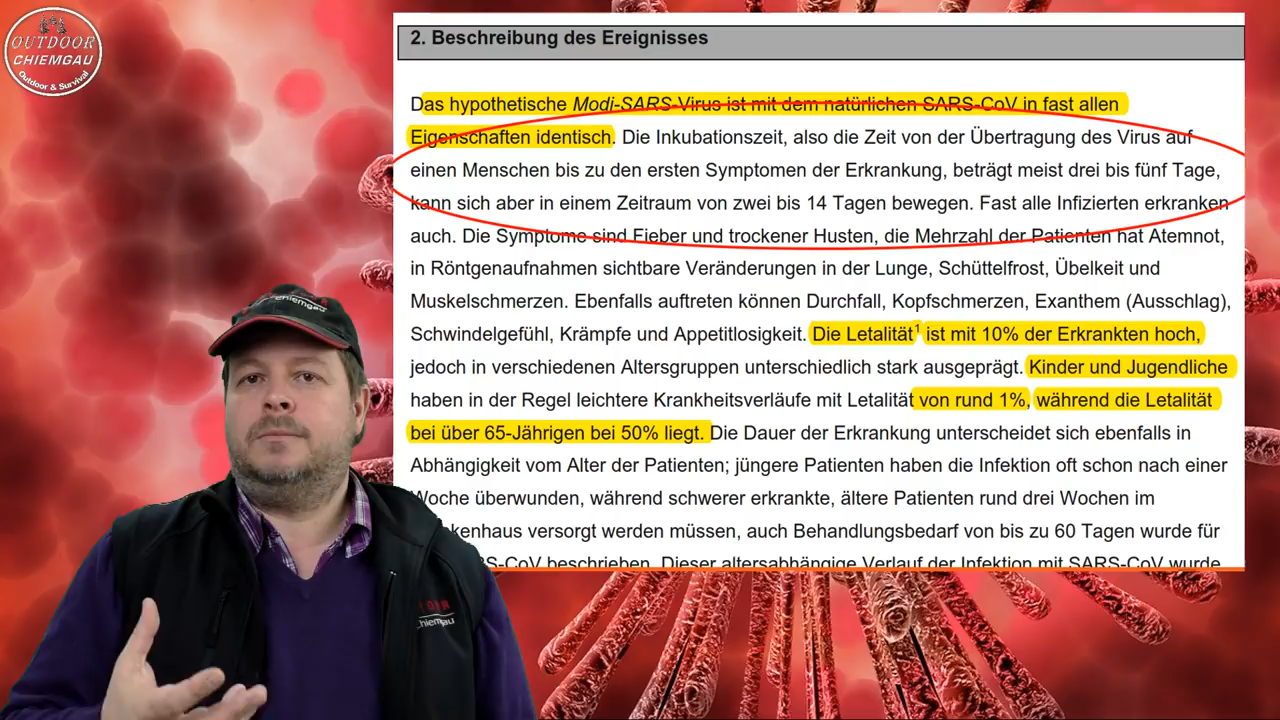 OUTDOOR
CHIEMGAU
Outdoor & Survival
2. Beschreibung des Ereignisses
Das hypothetische Modi-SARS-Virus ist mit dem natürlichen SARS-CoV in fast allen
Eigenschaften identisch. Die Inkubationszeit, also die Zeit von der Übertragung des Virus auf
einen Menschen bis zu den ersten Symptomen der Erkrankung, beträgt meist drei bis fünf Tage,
kann sich aber in einem Zeitraum von zwei bis 14 Tagen bewegen. Fast alle Infizierten erkranken
auch. Die Symptome sind Fieber und trockener Husten, die Mehrzahl der Patienten hat Atemnot,
in Röntgenaufnahmen sichtbare Veränderungen in der Lunge, Schüttelfrost, Übelkeit und
Muskelschmerzen. Ebenfalls auftreten können Durchfall, Kopfschmerzen, Exanthem (Ausschlag),
Schwindelgefühl, Krämpfe und Appetitlosigkeit. Die Letalität¹ ist mit 10% der Erkrankten hoch,
jedoch in verschiedenen Altersgruppen unterschiedlich stark ausgeprägt. Kinder und Jugendliche
haben in der Regel leichtere Krankheitsverläufe mit Letalität von rund 1%, während die Letalität
bei über 65-Jährigen bei 50% liegt. Die Dauer der Erkrankung unterscheidet sich ebenfalls in
Abhängigkeit vom Alter der Patienten; jüngere Patienten haben die Infektion oft schon nach einer
Woche überwunden, während schwerer erkrankte, ältere Patienten rund drei Wochen im
kenhaus versorgt werden müssen, auch Behandlungsbedarf von bis zu 60 Tagen wurde für
S-CoV beschrieben. Dieser altersabhängige Verlauf der Infektion mit SARS-CoV wurde
chiemgau
chiemgau